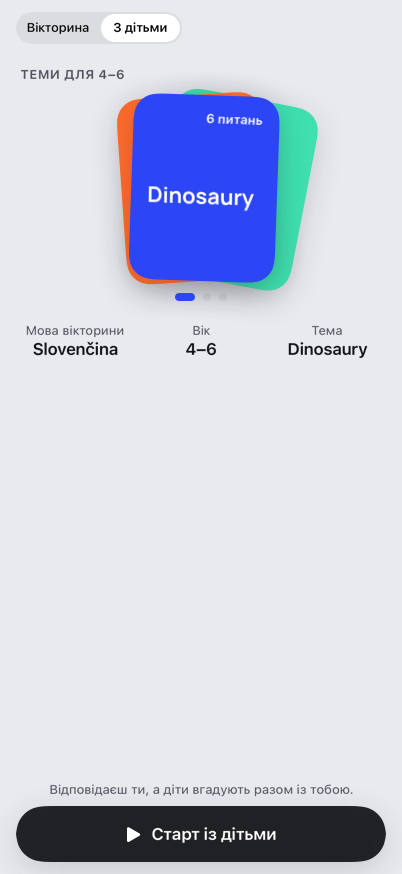 Вікторина
З дітьми
ТЕМИ ДЛЯ 4–6
6 питань
Dinosaury
Мова вікторини
Slovenčina
Вік
4–6
Тема
Dinosaury
Відповідаєш ти, а діти вгадують разом із тобою.
Старт із дітьми